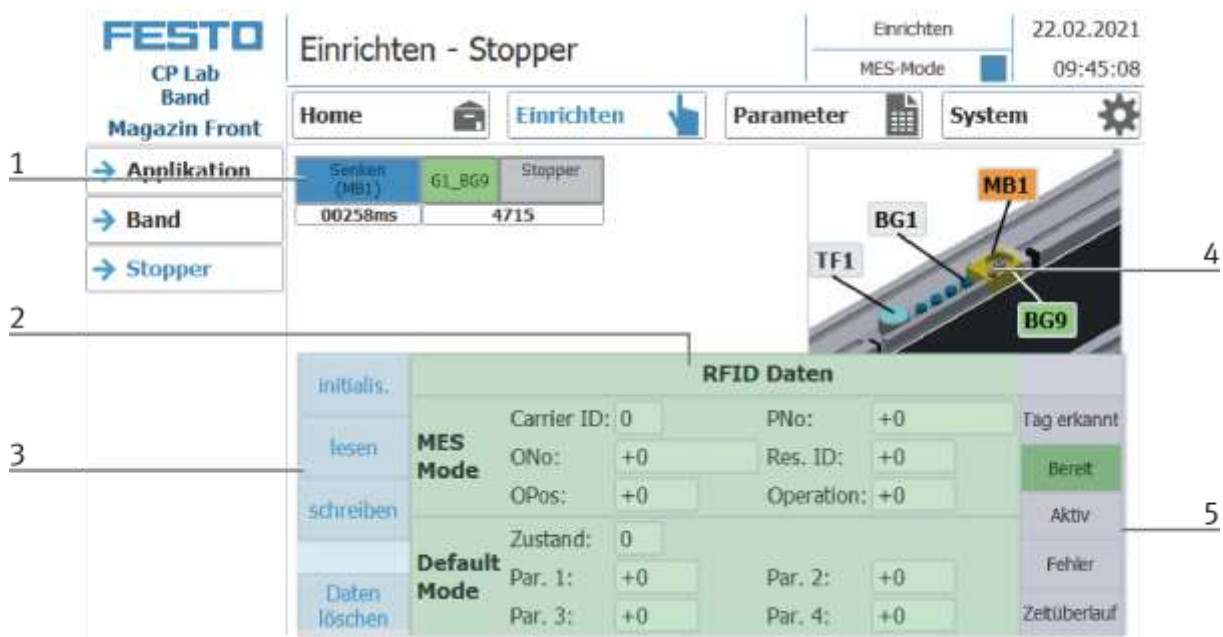 FESTO
CP Lab
Band
Magazin Front
Einrichten - Stopper
Einrichten
MES-Mode
22.02.2021
09:45:08
Home
Einrichten
Parameter
System
1
Applikation
Band
Stopper
Senken
(MB1)
G1_BG9
Stopper
00258ms
4715
MB1
BG1
TF1
BG9
4
2
RFID Daten
initialis.
lesen
schreiben
Daten
löschen
3
MES
Mode
Carrier ID: 0
PNo: +0
ONo: +0
Res. ID: +0
OPos: +0
Operation: +0
Default
Mode
Zustand: 0
Par. 1: +0
Par. 2: +0
Par. 3: +0
Par. 4: +0
Tag erkannt
Bereit
Aktiv
Fehler
Zeitüberlauf
5